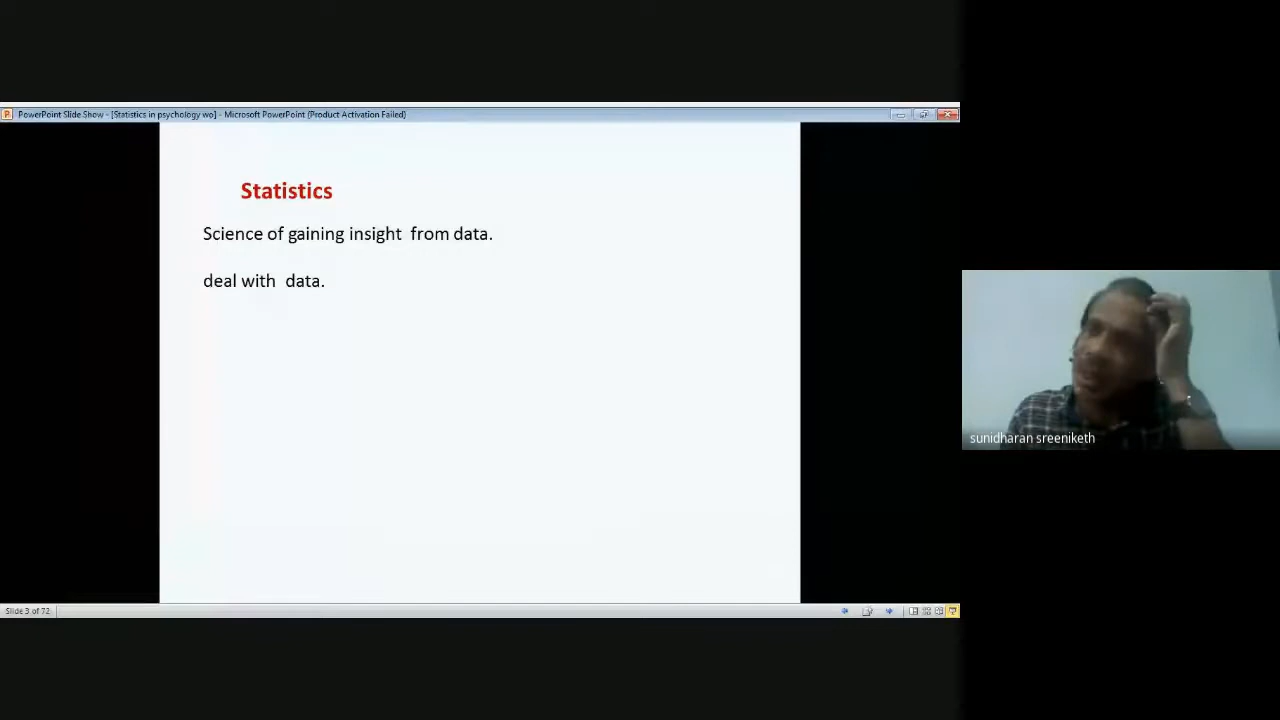 PowerPoint Slide Show - [Statistics in psychology wo] - Microsoft PowerPoint (Product Activation Failed)
Statistics
Science of gaining insight  from data.
deal with  data.
sunidharan sreeniketh
Slide 3 of 72